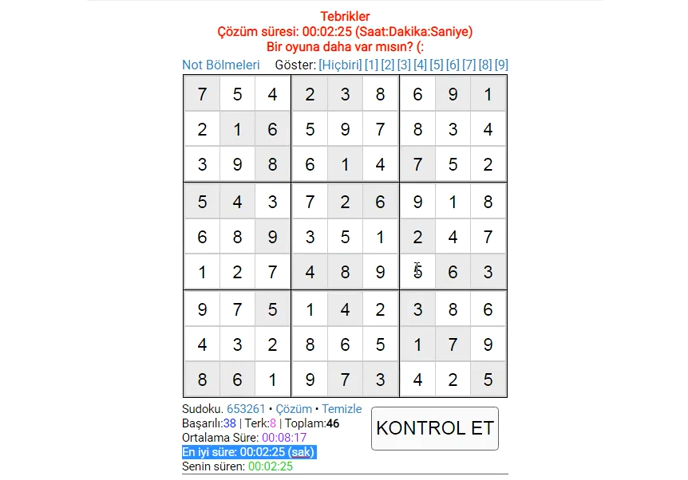 Tebrikler
Çözüm süresi: 00:02:25 (Saat:Dakika:Saniye)
Bir oyuna daha var mısın? (:
Not Bölmeleri Göster: [Hiçbiri] [1] [2] [3] [4] [5] [6] [7] [8] [9]
7 5 4 2 3 8 6 9 1
2 1 6 5 9 7 8 3 4
3 9 8 6 1 4 7 5 2
5 4 3 7 2 6 9 1 8
6 8 9 3 5 1 2 4 7
1 2 7 4 8 9 5 6 3
9 7 5 1 4 2 3 8 6
4 3 2 8 6 5 1 7 9
8 6 1 9 7 3 4 2 5
Sudoku. 653261 • Çözüm • Temizle
Başarılı:38 | Terk:8 | Toplam:46
Ortalama Süre: 00:08:17
En iyi süre: 00:02:25 (sak)
Senin süren: 00:02:25
KONTROL ET